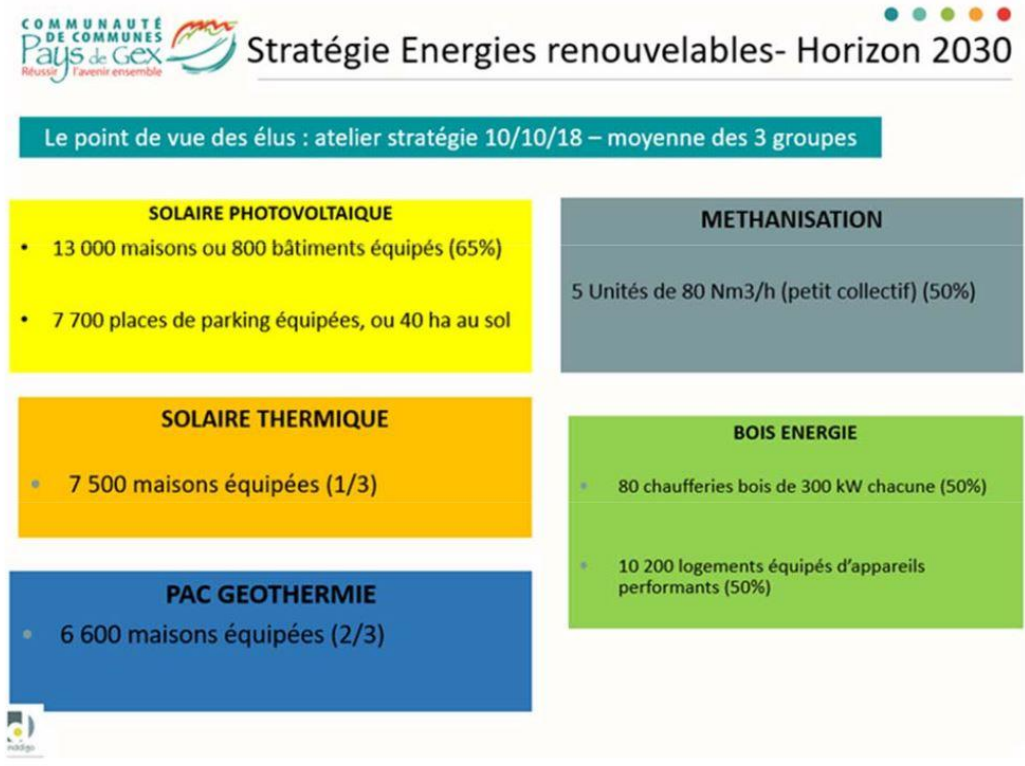 COMMUNAUTÉ
DE COMMUNES
Pays de Gex
Réussir l'avenir ensemble
Stratégie Energies renouvelables- Horizon 2030
Le point de vue des élus : atelier stratégie 10/10/18 – moyenne des 3 groupes
SOLAIRE PHOTOVOLTAIQUE
• 13 000 maisons ou 800 bâtiments équipés (65%)
• 7 700 places de parking équipées, ou 40 ha au sol
METHANISATION
5 Unités de 80 Nm3/h (petit collectif) (50%)
SOLAIRE THERMIQUE
• 7 500 maisons équipées (1/3)
BOIS ENERGIE
• 80 chaufferies bois de 300 kW chacune (50%)
• 10 200 logements équipés d'appareils
performants (50%)
PAC GEOTHERMIE
• 6 600 maisons équipées (2/3)
indigo